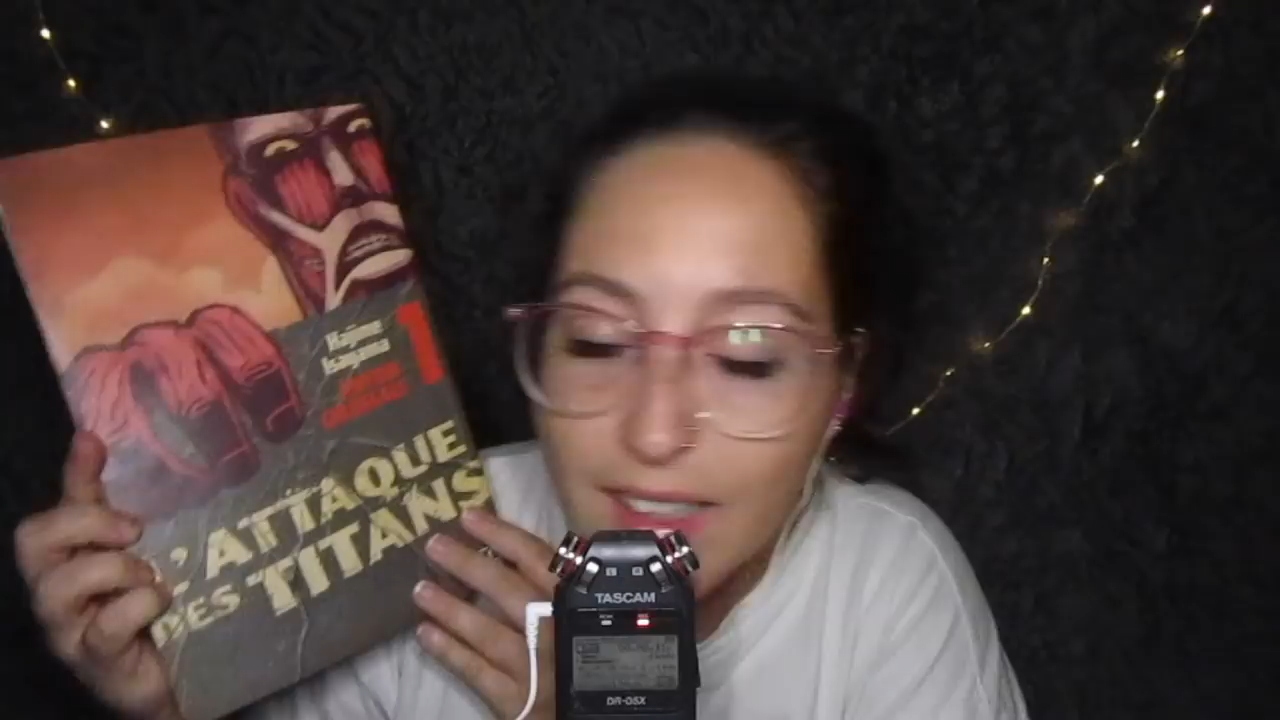 Hajime
Isayama
1
L'ATTAQUE
DES TITANS
L R
TASCAM
DR-05X